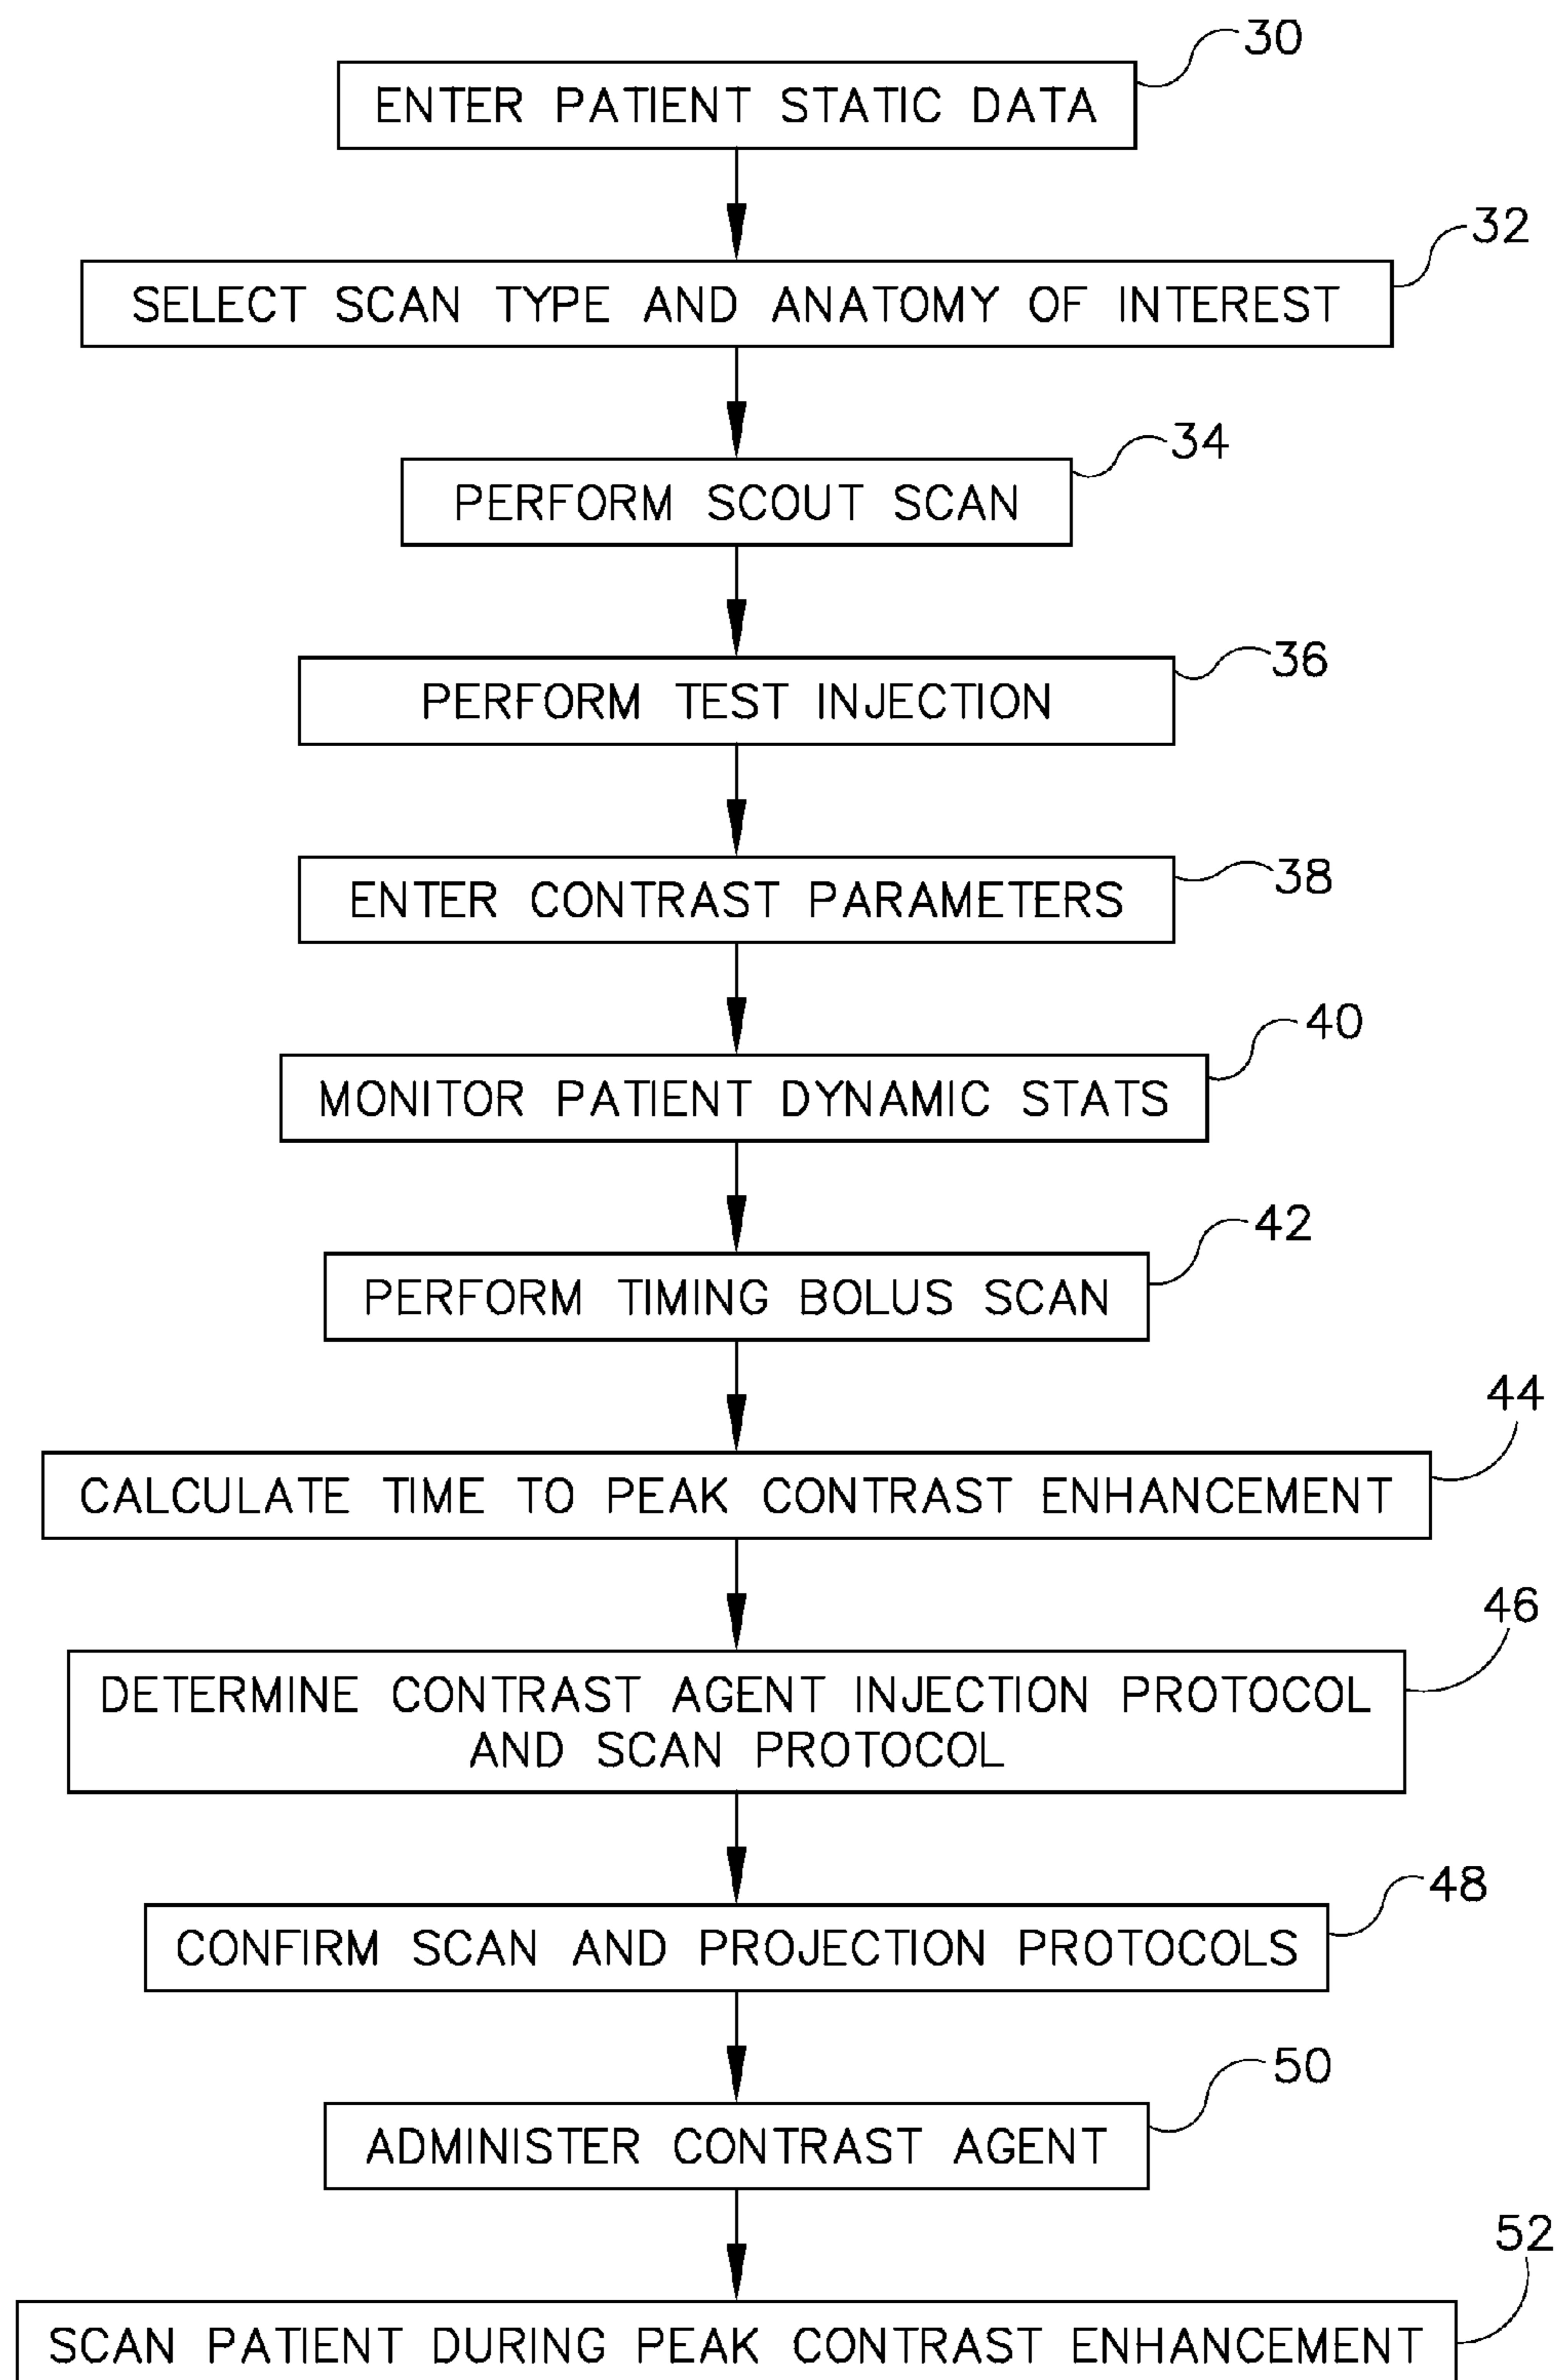 30
ENTER PATIENT STATIC DATA
32
SELECT SCAN TYPE AND ANATOMY OF INTEREST
34
PERFORM SCOUT SCAN
36
PERFORM TEST INJECTION
38
ENTER CONTRAST PARAMETERS
40
MONITOR PATIENT DYNAMIC STATS
42
PERFORM TIMING BOLUS SCAN
44
CALCULATE TIME TO PEAK CONTRAST ENHANCEMENT
46
DETERMINE CONTRAST AGENT INJECTION PROTOCOL
AND SCAN PROTOCOL
48
CONFIRM SCAN AND PROJECTION PROTOCOLS
50
ADMINISTER CONTRAST AGENT
52
SCAN PATIENT DURING PEAK CONTRAST ENHANCEMENT